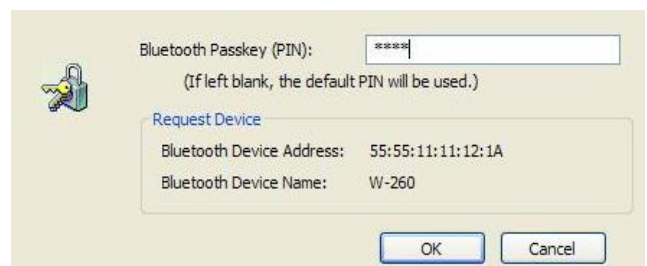 Bluetooth Passkey (PIN): ****
(If left blank, the default PIN will be used.)
Request Device
Bluetooth Device Address: 55:55:11:11:12:1A
Bluetooth Device Name: W-260
OK Cancel